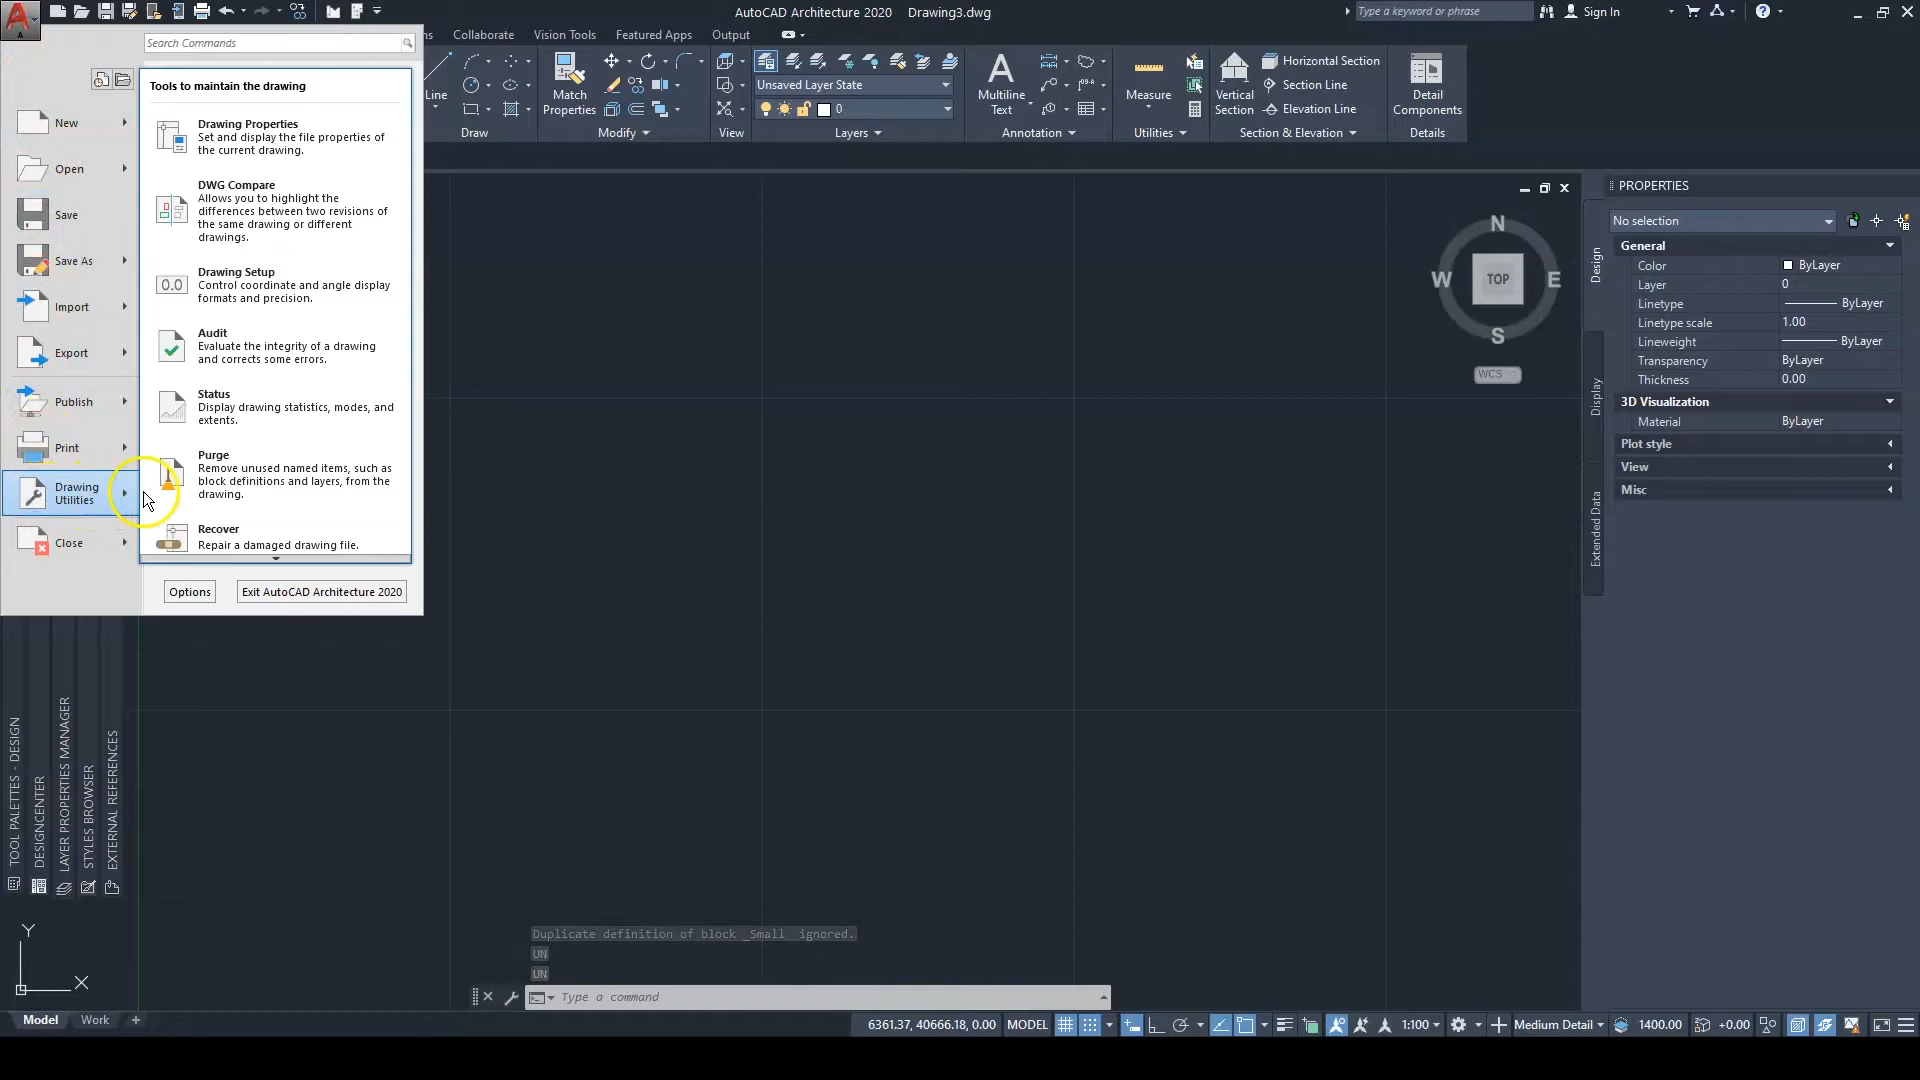 AutoCAD Architecture 2020 Drawing3.dwg
Type a keyword or phrase
Sign In
Search Commands
ns Collaborate Vision Tools Featured Apps Output
Tools to maintain the drawing
New
Open
Save
Save As
Import
Export
Publish
Print
Drawing
Utilities
Close
Drawing Properties
Set and display the file properties of
the current drawing.
DWG Compare
Allows you to highlight the
differences between two revisions of
the same drawing or different
drawings.
Drawing Setup
Control coordinate and angle display
formats and precision.
0.0
Audit
Evaluate the integrity of a drawing
and corrects some errors.
Status
Display drawing statistics, modes, and
extents.
Purge
Remove unused named items, such as
block definitions and layers, from the
drawing.
Recover
Repair a damaged drawing file.
Options
Exit AutoCAD Architecture 2020
Line
Draw
Match
Properties
Modify
View
Unsaved Layer State
0
Layers
A
Multiline
Text
Annotation
Measure
Utilities
Vertical
Section
Horizontal Section
Section Line
Elevation Line
Section & Elevation
Detail
Components
Details
N
W
TOP
E
S
WCS
PROPERTIES
No selection
General
Color ByLayer
Layer 0
Linetype ByLayer
Linetype scale 1.00
Lineweight ByLayer
Transparency ByLayer
Thickness 0.00
3D Visualization
Material ByLayer
Plot style
View
Misc
Design
Display
Extended Data
TOOL PALETTES - DESIGN
DESIGNCENTER
LAYER PROPERTIES MANAGER
STYLES BROWSER
EXTERNAL REFERENCES
Y
X
Duplicate definition of block _Small ignored.
UN
UN
Type a command
Model Work +
6361.37, 40666.18, 0.00 MODEL 1:100 Medium Detail 1400.00 +0.00